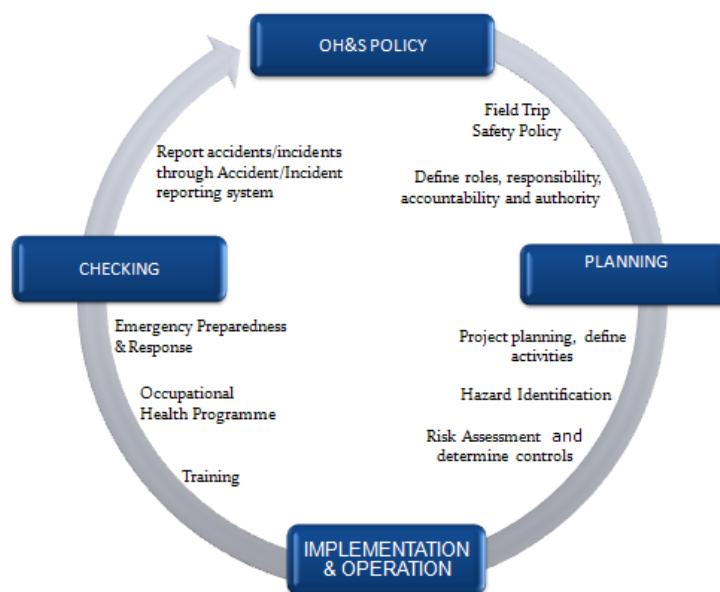 OH&S POLICY
Field Trip
Safety Policy
Define roles, responsibility,
accountability and authority
PLANNING
Project planning, define
activities
Hazard Identification
Risk Assessment and
determine controls
IMPLEMENTATION
& OPERATION
Training
Occupational
Health Programme
Emergency Preparedness
& Response
CHECKING
Report accidents/incidents
through Accident/Incident
reporting system